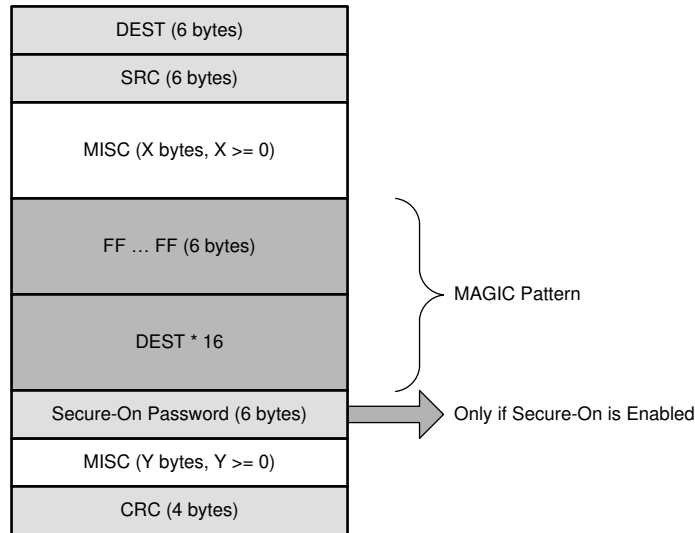 DEST (6 bytes)
SRC (6 bytes)
MISC (X bytes, X >= 0)
FF … FF (6 bytes)
MAGIC Pattern
DEST * 16
Secure-On Password (6 bytes)
Only if Secure-On is Enabled
MISC (Y bytes, Y >= 0)
CRC (4 bytes)